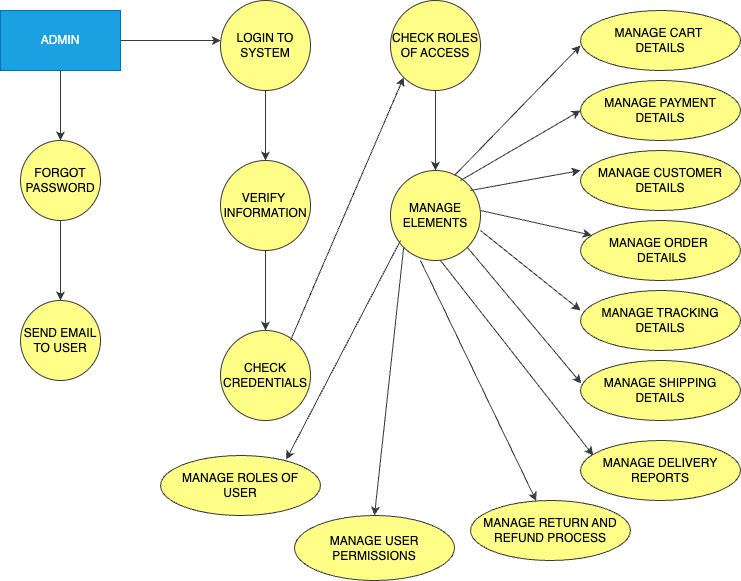 ADMIN
LOGIN TO
SYSTEM
CHECK ROLES
OF ACCESS
MANAGE CART
DETAILS
MANAGE PAYMENT
DETAILS
FORGOT
PASSWORD
VERIFY
INFORMATION
MANAGE
ELEMENTS
MANAGE CUSTOMER
DETAILS
MANAGE ORDER
DETAILS
MANAGE TRACKING
DETAILS
SEND EMAIL
TO USER
CHECK
CREDENTIALS
MANAGE SHIPPING
DETAILS
MANAGE ROLES OF
USER
MANAGE DELIVERY
REPORTS
MANAGE USER
PERMISSIONS
MANAGE RETURN AND
REFUND PROCESS